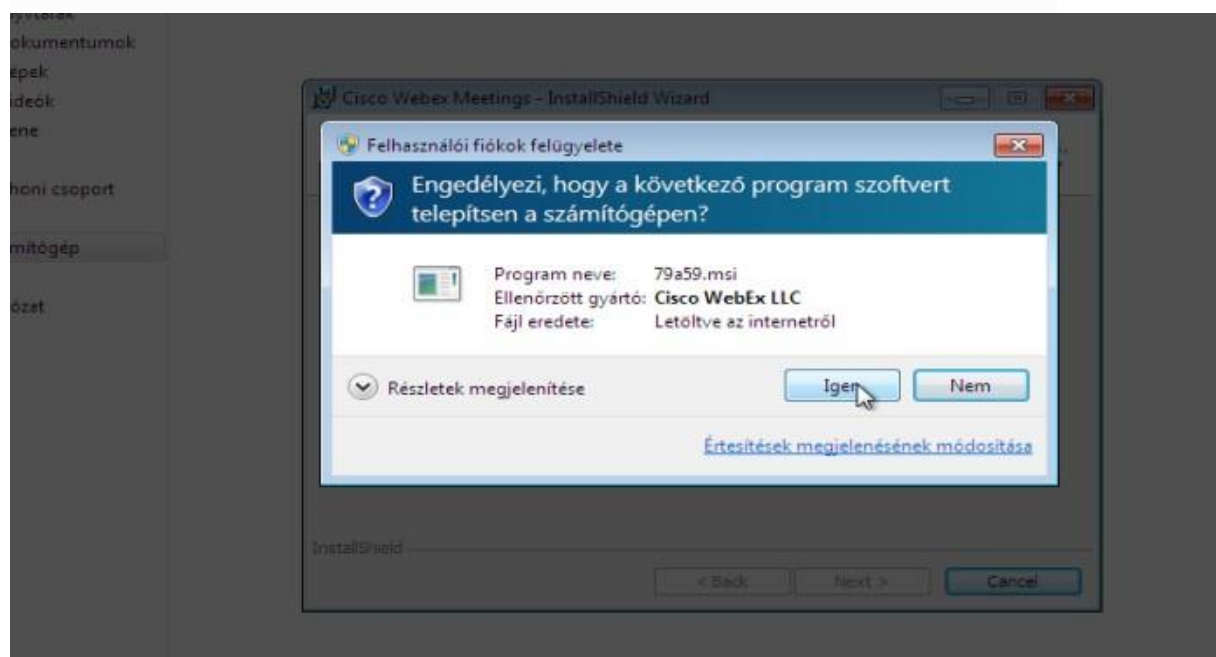 okumentumok
épek
ideók
ene
honi csoport
mítógép
ózat
Cisco Webex Meetings - InstallShield Wizard
Felhasználói fiókok felügyelete
Engedélyezi, hogy a következő program szoftvert
telepítsen a számítógépen?
Program neve: 79a59.msi
Ellenőrzött gyártó: Cisco WebEx LLC
Fájl eredete: Letöltve az internetről
Részletek megjelenítése
Igen
Nem
Értesítések megjelenésének módosítása
InstallShield
< Back
Next >
Cancel